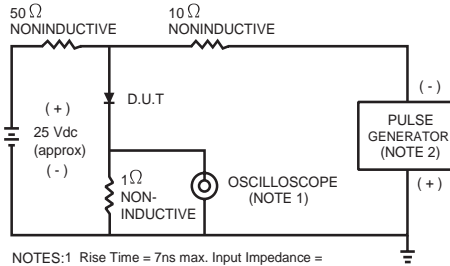 50 Ω
NONINDUCTIVE
10 Ω
NONINDUCTIVE
D.U.T
( + )
25 Vdc
(approx)
( - )
1Ω
NON-
INDUCTIVE
OSCILLOSCOPE
(NOTE 1)
( - )
PULSE
GENERATOR
(NOTE 2)
( + )
NOTES:1 Rise Time = 7ns max. Input Impedance =